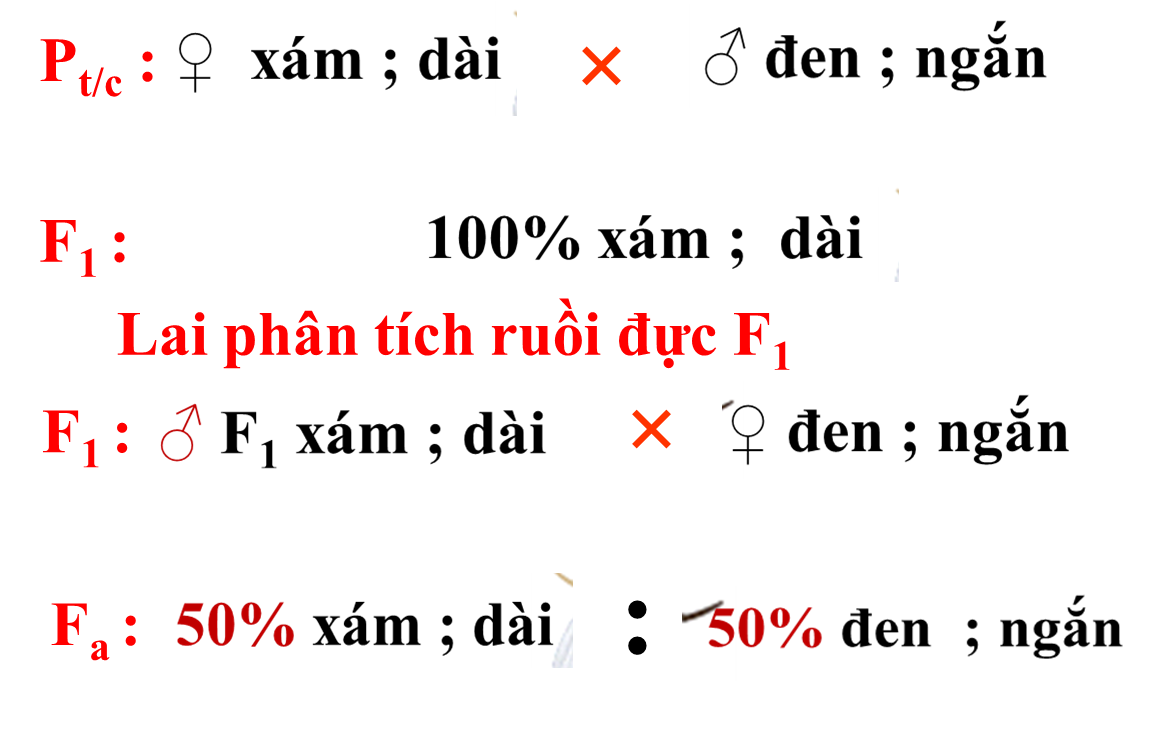 Pt/c : ♀ xám ; dài × ♂ đen ; ngắn
F1 : 100% xám ; dài
Lai phân tích ruồi đực F1
F1 : ♂ F1 xám ; dài × ♀ đen ; ngắn
Fa : 50% xám ; dài : 50% đen ; ngắn